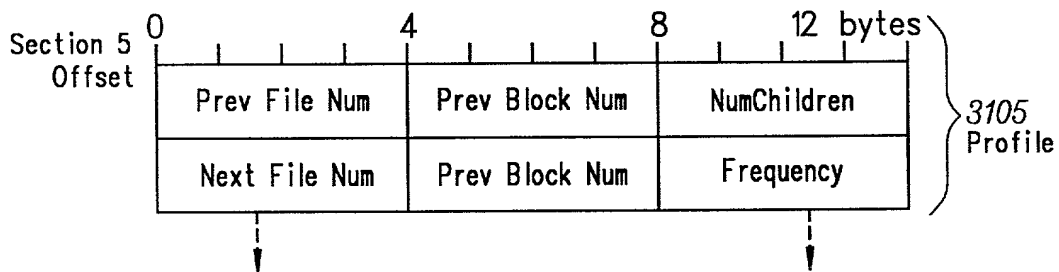 0 4 8 12 bytes
Section 5
Offset
Prev File Num Prev Block Num NumChildren
3105
Profile
Next File Num Prev Block Num Frequency